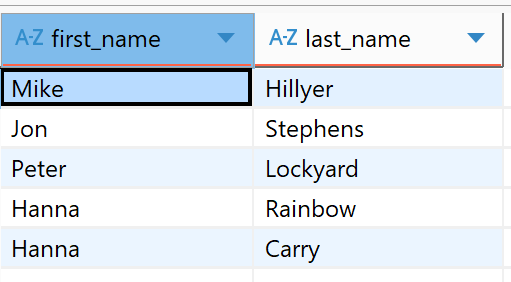 A-Z first_name A-Z last_name
Mike Hillyer
Jon Stephens
Peter Lockyard
Hanna Rainbow
Hanna Carry